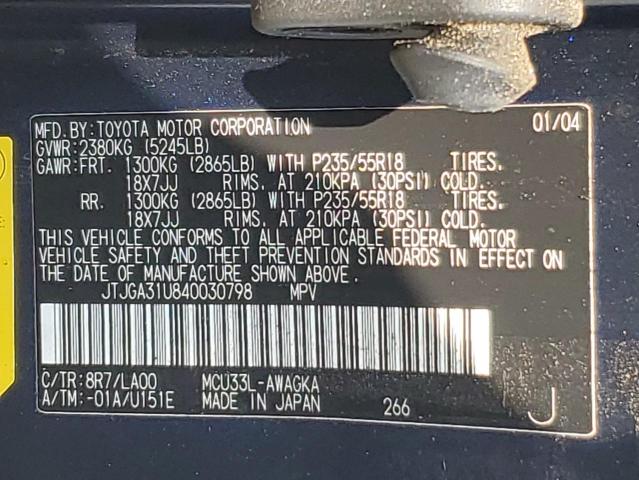 MFD.BY:TOYOTA MOTOR CORPORATION 01/04
GVWR:2380KG (5245LB)
GAWR:FRT. 1300KG (2865LB) WITH P235/55R18 TIRES.
18X7JJ RIMS. AT 210KPA (30PSI) COLD.
RR. 1300KG (2865LB) WITH P235/55R18 TIRES.
18X7JJ RIMS. AT 210KPA (30PSI) COLD.
THIS VEHICLE CONFORMS TO ALL APPLICABLE FEDERAL MOTOR
VEHICLE SAFETY AND THEFT PREVENTION STANDARDS IN EFFECT ON
THE DATE OF MANUFACTURE SHOWN ABOVE.
JTJGA31U840030798 MPV
C/TR:8R7/LA00 MCU33L-AWAGKA
A/TM:-01A/U151E MADE IN JAPAN 266 J